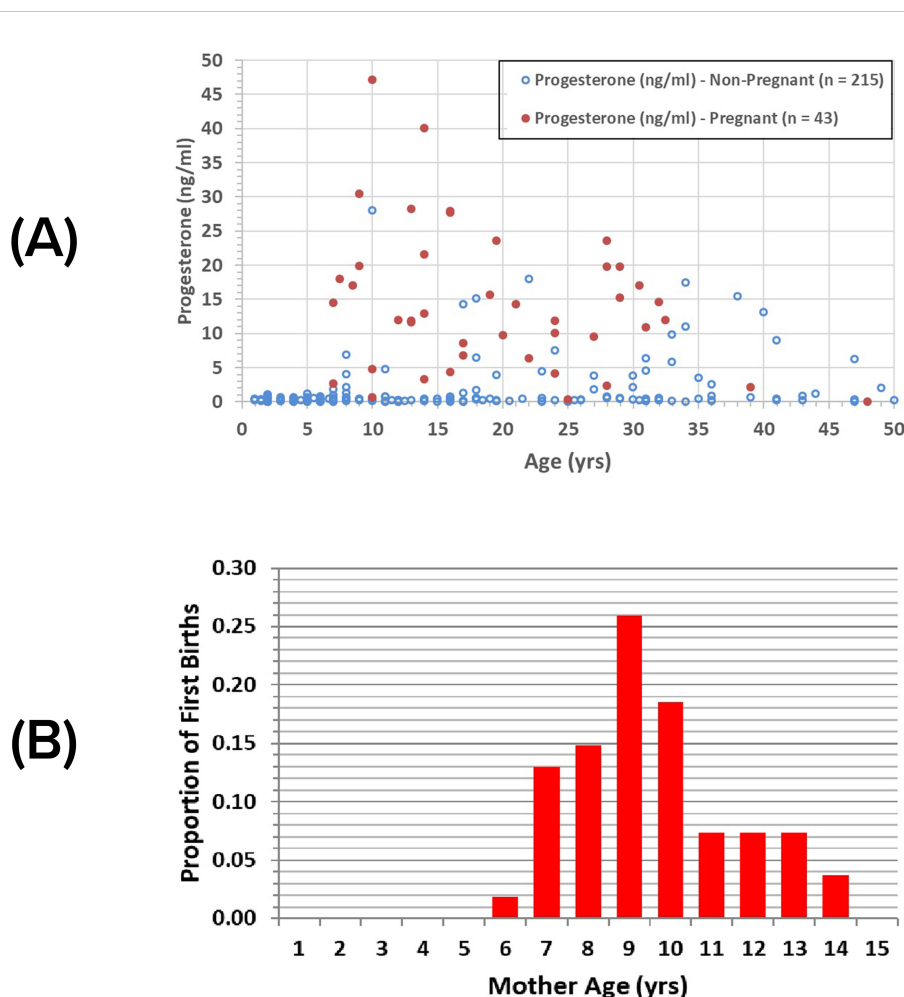 (A)
Progesterone (ng/ml)
50
45
40
35
30
25
20
15
10
5
0
Progesterone (ng/ml) - Non-Pregnant (n = 215)
Progesterone (ng/ml) - Pregnant (n = 43)
0 5 10 15 20 25 30 35 40 45 50
Age (yrs)
(B)
Proportion of First Births
0.30
0.25
0.20
0.15
0.10
0.05
0.00
1 2 3 4 5 6 7 8 9 10 11 12 13 14 15
Mother Age (yrs)